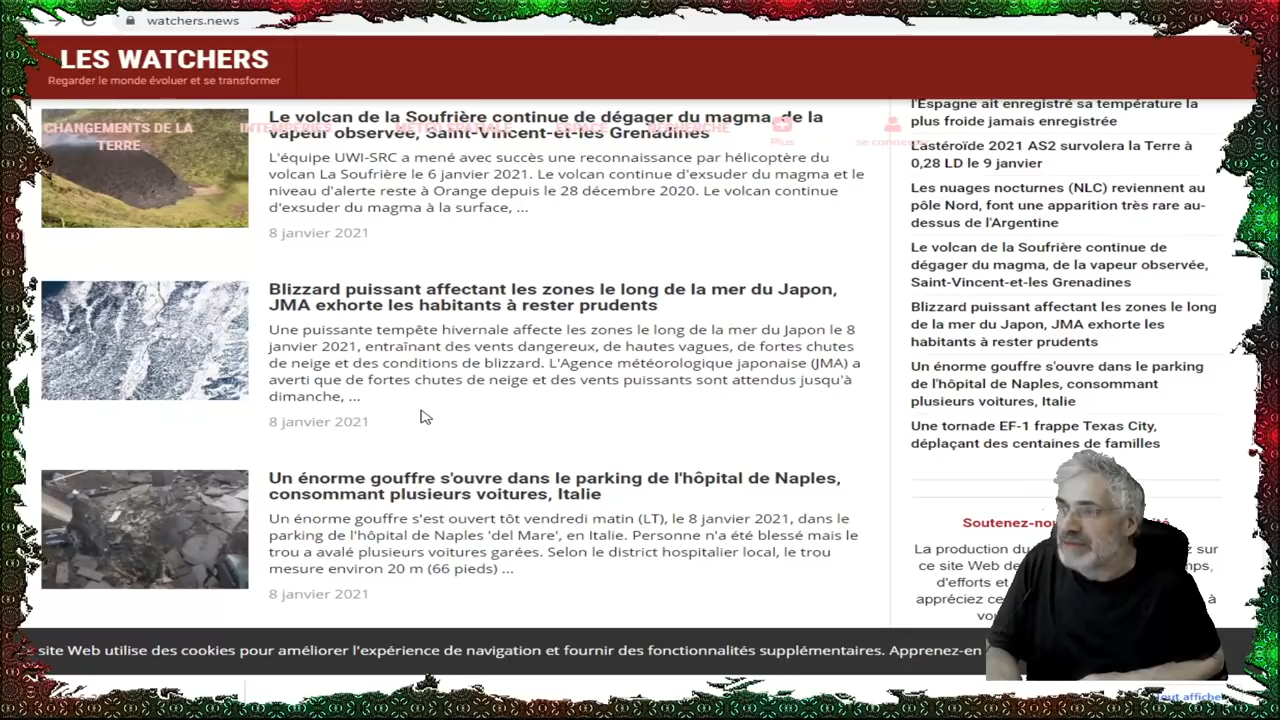 watchers.news
LES WATCHERS
Regarder le monde évoluer et se transformer
CHANGEMENTS DE LA
TERRE
INTEMPÉRIES
ESPACE
Plus
se connecter
Le volcan de la Soufrière continue de dégager du magma, de la
vapeur observée, Saint-Vincent-et-les Grenadines
L'équipe UWI-SRC a mené avec succès une reconnaissance par hélicoptère du
volcan La Soufrière le 6 janvier 2021. Le volcan continue d'exsuder du magma et le
niveau d'alerte reste à Orange depuis le 28 décembre 2020. Le volcan continue
d'exsuder du magma à la surface, ...
8 janvier 2021
Blizzard puissant affectant les zones le long de la mer du Japon,
JMA exhorte les habitants à rester prudents
Une puissante tempête hivernale affecte les zones le long de la mer du Japon le 8
janvier 2021, entraînant des vents dangereux, de hautes vagues, de fortes chutes
de neige et des conditions de blizzard. L'Agence météorologique japonaise (JMA) a
averti que de fortes chutes de neige et des vents puissants sont attendus jusqu'à
dimanche, ...
8 janvier 2021
Un énorme gouffre s'ouvre dans le parking de l'hôpital de Naples,
consommant plusieurs voitures, Italie
Un énorme gouffre s'est ouvert tôt vendredi matin (LT), le 8 janvier 2021, dans le
parking de l'hôpital de Naples 'del Mare', en Italie. Personne n'a été blessé mais le
trou a avalé plusieurs voitures garées. Selon le district hospitalier local, le trou
mesure environ 20 m (66 pieds) ...
8 janvier 2021
l'Espagne ait enregistré sa température la
plus froide jamais enregistrée
L'astéroïde 2021 AS2 survolera la Terre à
0,28 LD le 9 janvier
Les nuages nocturnes (NLC) reviennent au
pôle Nord, font une apparition très rare au-
dessus de l'Argentine
Le volcan de la Soufrière continue de
dégager du magma, de la vapeur observée,
Saint-Vincent-et-les Grenadines
Blizzard puissant affectant les zones le long
de la mer du Japon, JMA exhorte les
habitants à rester prudents
Un énorme gouffre s'ouvre dans le parking
de l'hôpital de Naples, consommant
plusieurs voitures, Italie
Une tornade EF-1 frappe Texas City,
déplaçant des centaines de familles
La production du
sur
ce site Web
d'efforts et
à
site Web utilise des cookies pour améliorer l'expérience de navigation et fournir des fonctionnalités supplémentaires. Apprenez-en